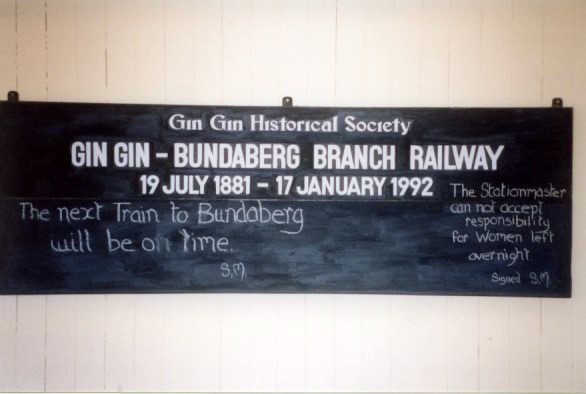 Gin Gin Historical Society
GIN GIN – BUNDABERG BRANCH RAILWAY
19 JULY 1881 – 17 JANUARY 1992
The next Train to Bundaberg
will be on Time.
S.M.
The Stationmaster
can not accept
responsibility
for Women left
overnight
Signed S.M.